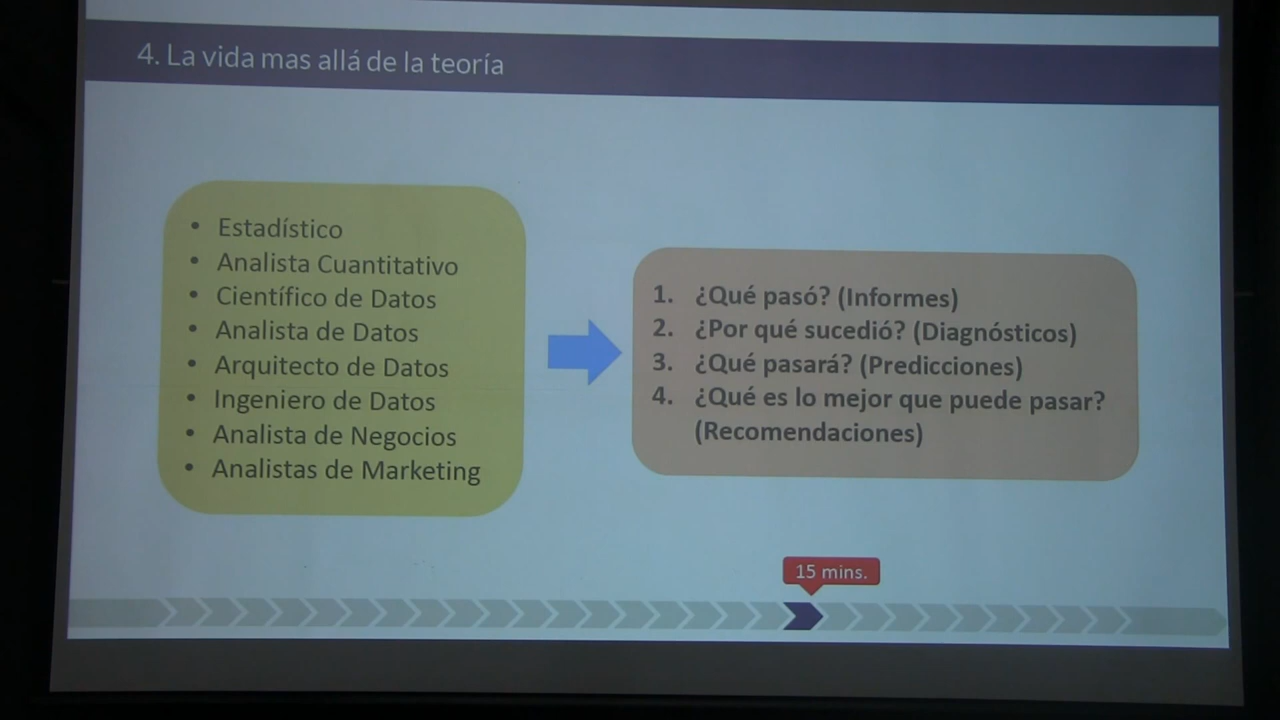 4. La vida mas allá de la teoría
• Estadístico
• Analista Cuantitativo
• Científico de Datos
• Analista de Datos
• Arquitecto de Datos
• Ingeniero de Datos
• Analista de Negocios
• Analistas de Marketing
1. ¿Qué pasó? (Informes)
2. ¿Por qué sucedió? (Diagnósticos)
3. ¿Qué pasará? (Predicciones)
4. ¿Qué es lo mejor que puede pasar?
(Recomendaciones)
15 mins.